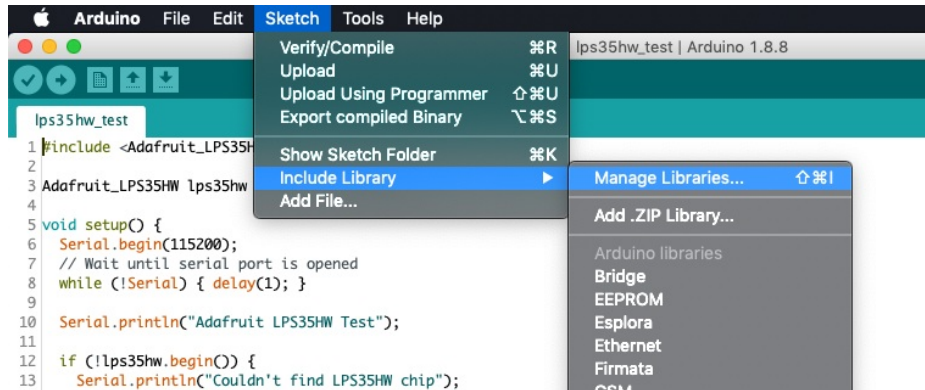 Arduino File Edit Sketch Tools Help
lps35hw_test | Arduino 1.8.8
Verify/Compile ⌘R
Upload ⌘U
Upload Using Programmer ⇧⌘U
Export compiled Binary ⌥⌘S
Show Sketch Folder ⌘K
Include Library ▶
Add File...
Manage Libraries... ⇧⌘I
Add .ZIP Library...
Arduino libraries
Bridge
EEPROM
Esplora
Ethernet
Firmata
GSM
lps35hw_test
1 #include <Adafruit_LPS35H
2
3 Adafruit_LPS35HW lps35hw
4
5 void setup() {
6 Serial.begin(115200);
7 // Wait until serial port is opened
8 while (!Serial) { delay(1); }
9
10 Serial.println("Adafruit LPS35HW Test");
11
12 if (!lps35hw.begin()) {
13 Serial.println("Couldn't find LPS35HW chip");